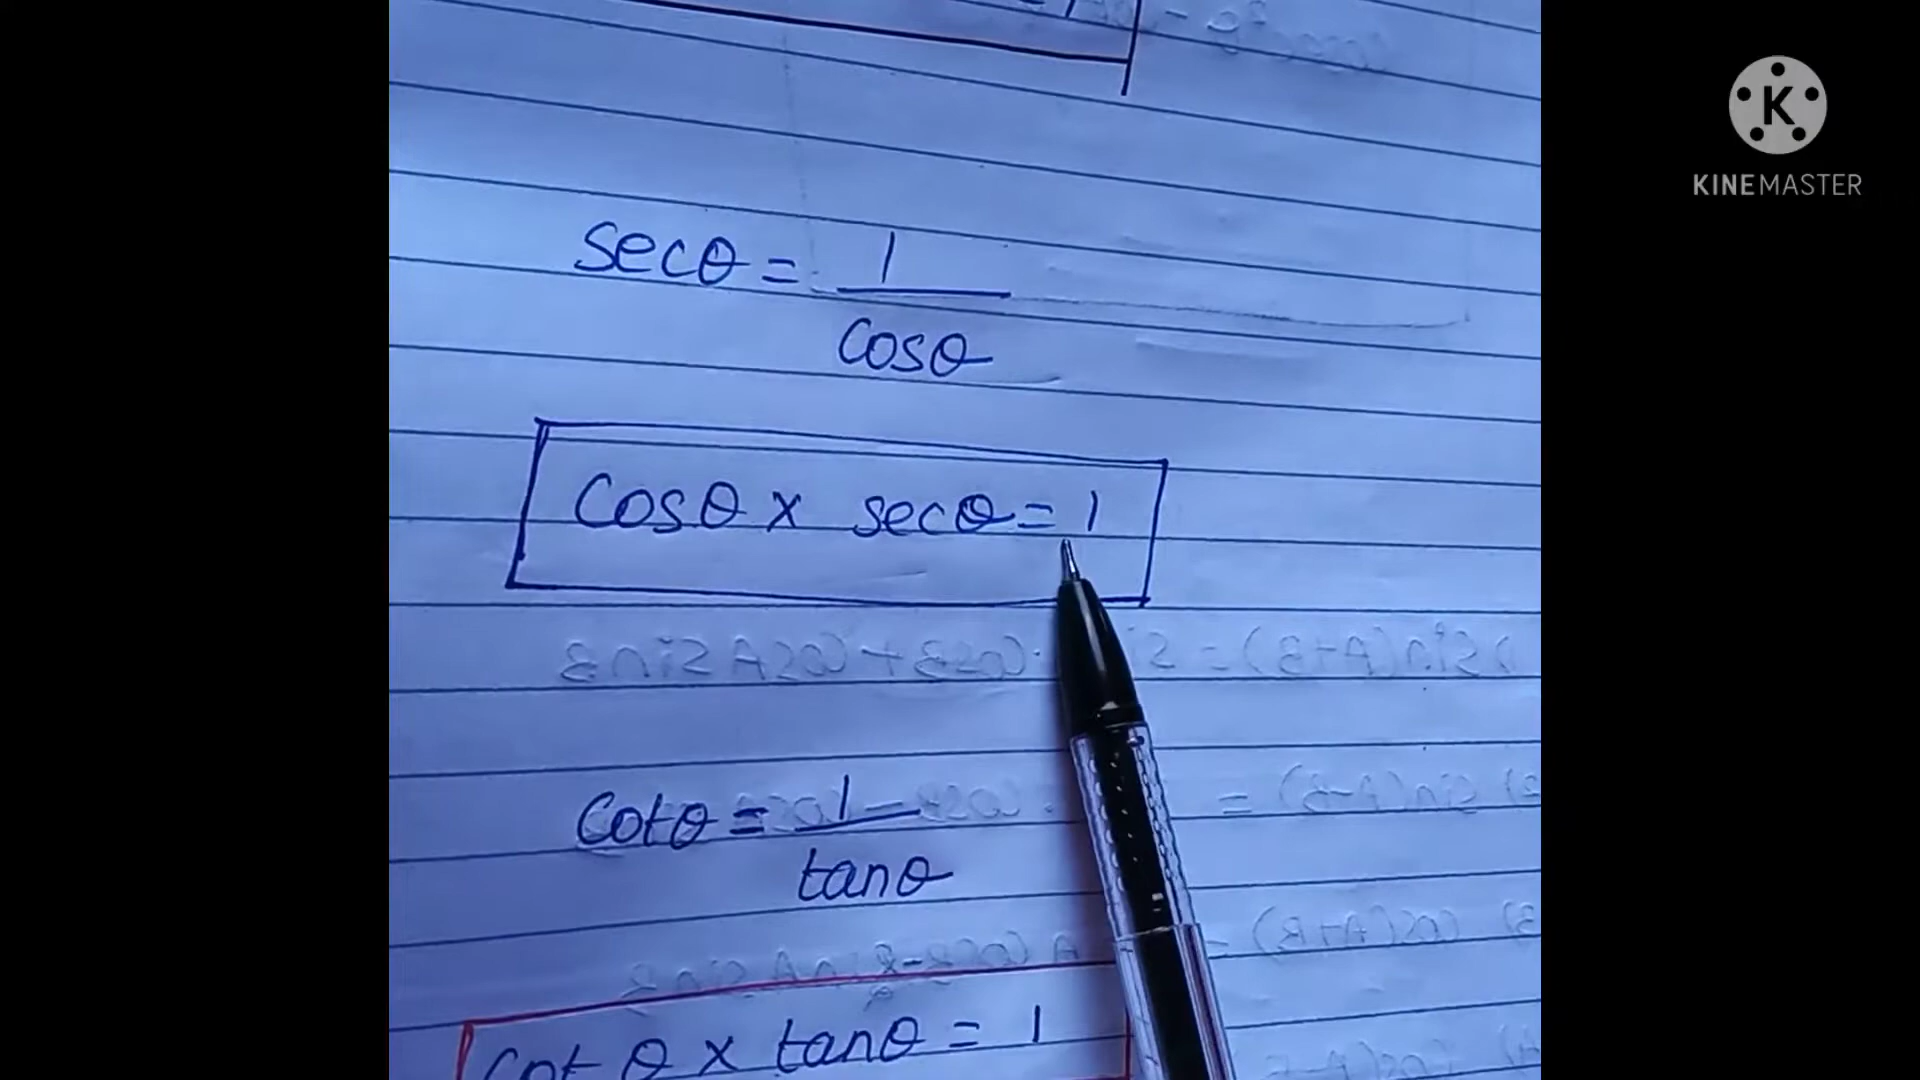 secθ = 1
cosθ
cosθ x secθ = 1
cotθ = 1
tanθ
cot θ x tanθ = 1
K
KINEMASTER